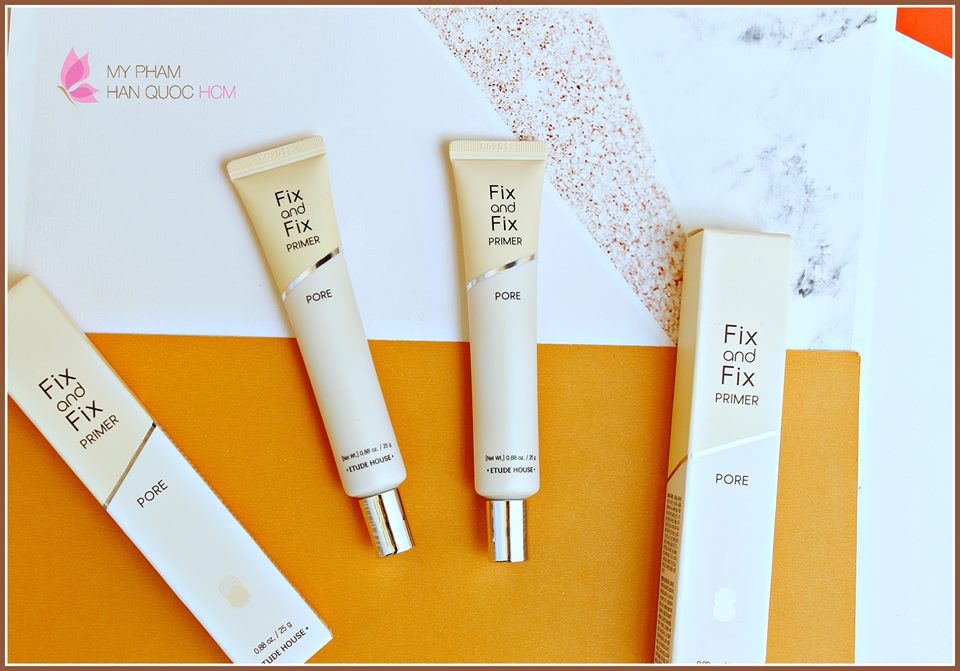 MY PHAM
HAN QUOC HCM
Fix
and
Fix
PRIMER
PORE
0.88 oz. / 25 g
TUDE HOUSE•
Fix
and
Fix
PRIMER
PORE
[Net Wt.] 0.88 oz. / 25 g
•ETUDE HOUSE•
Fix
and
Fix
PRIMER
PORE
[Net Wt.] 0.88 oz. / 25 g
•ETUDE HOUSE•
Fix
and
Fix
PRIMER
PORE